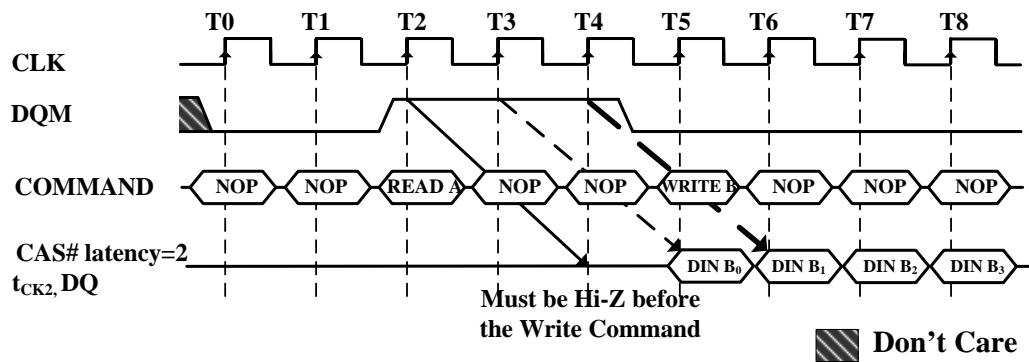 T0 T1 T2 T3 T4 T5 T6 T7 T8
CLK
DQM
COMMAND NOP NOP READ A NOP NOP WRITE B NOP NOP NOP
CAS# latency=2
tCK2, DQ DIN B0 DIN B1 DIN B2 DIN B3
Must be Hi-Z before
the Write Command
Don't Care